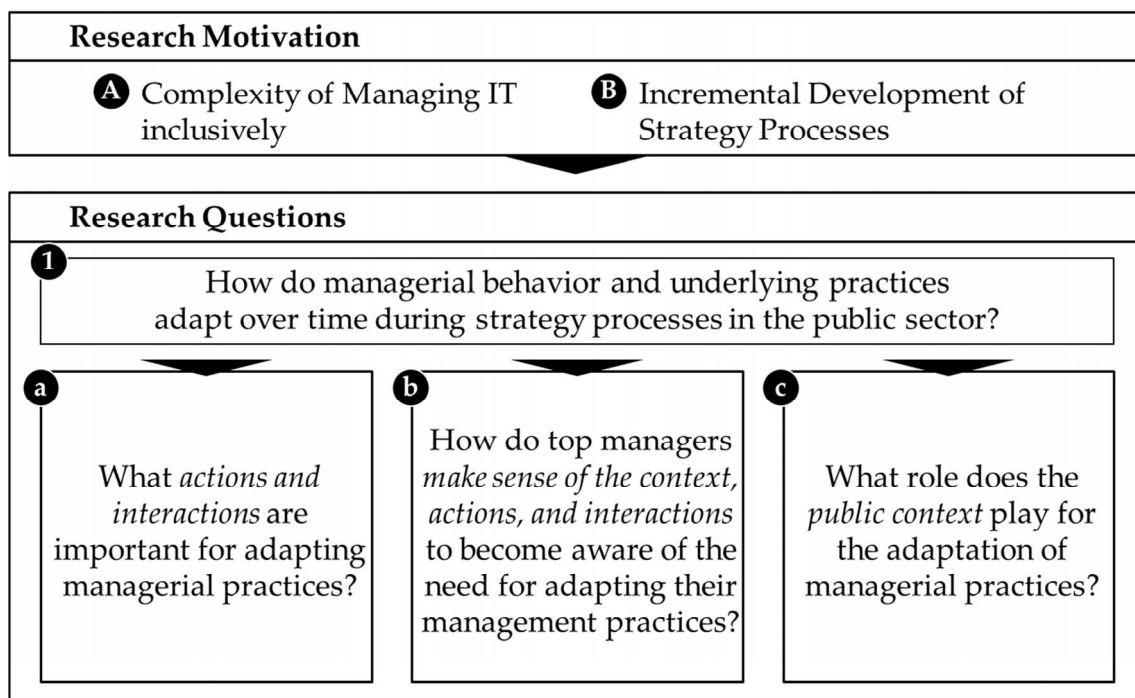 Research Motivation
A Complexity of Managing IT
inclusively
B Incremental Development of
Strategy Processes
Research Questions
1
How do managerial behavior and underlying practices
adapt over time during strategy processes in the public sector?
a
What actions and
interactions are
important for adapting
managerial practices?
b
How do top managers
make sense of the context,
actions, and interactions
to become aware of the
need for adapting their
management practices?
c
What role does the
public context play for
the adaptation of
managerial practices?